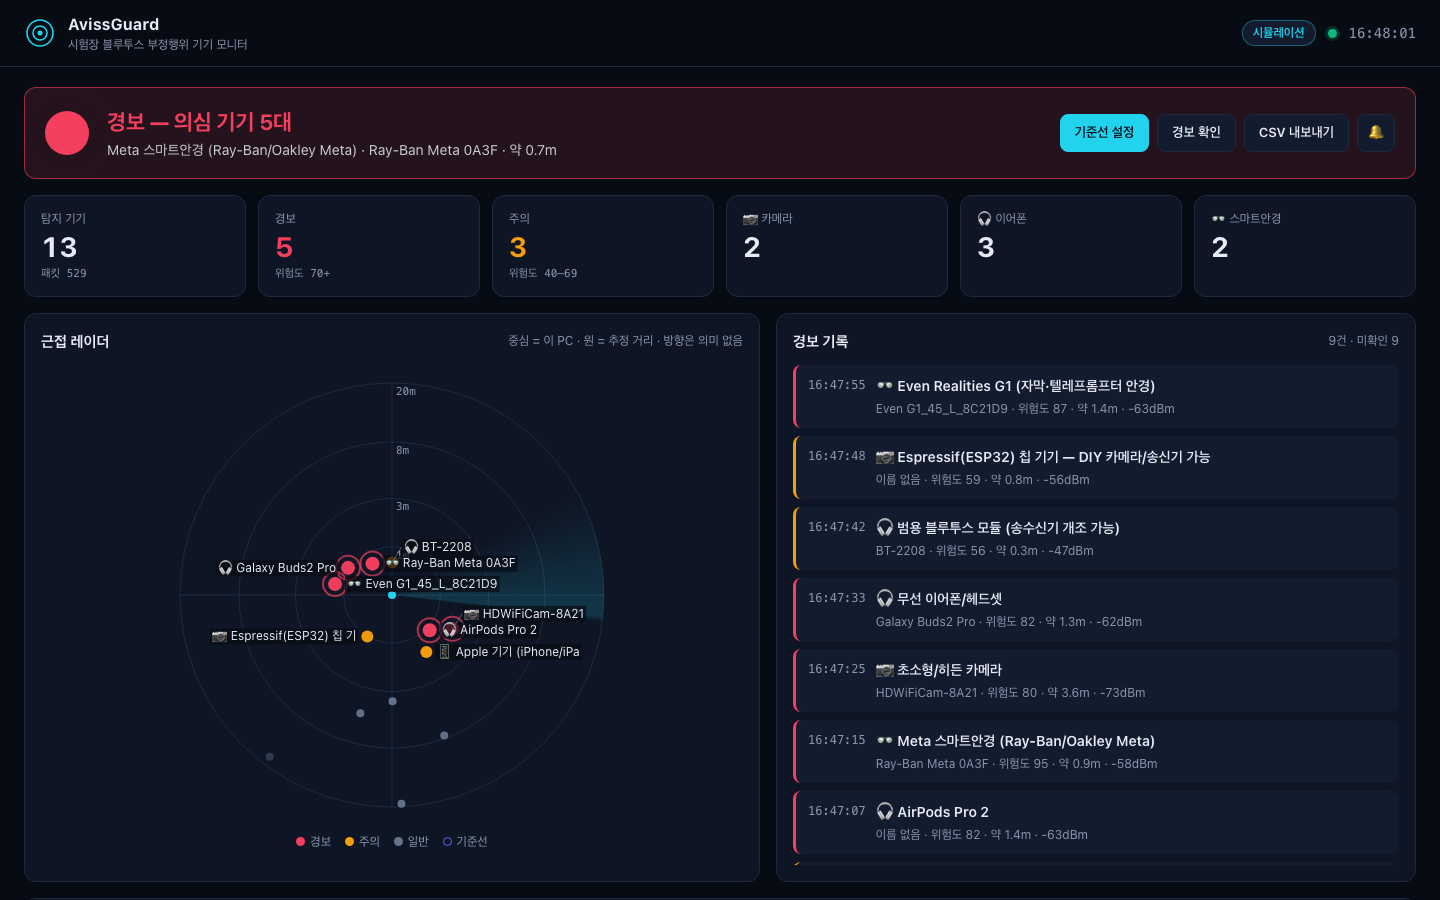 AvissGuard
시험장 블루투스 부정행위 기기 모니터
시뮬레이션
16:48:01
경보 — 의심 기기 5대
Meta 스마트안경 (Ray-Ban/Oakley Meta) · Ray-Ban Meta 0A3F · 약 0.7m
기준선 설정
경보 확인
CSV 내보내기
탐지 기기
13
패킷 529
경보
5
위험도 70+
주의
3
위험도 40–69
카메라
2
이어폰
3
스마트안경
2
근접 레이더
중심 = 이 PC · 원 = 추정 거리 · 방향은 의미 없음
20m
8m
3m
BT-2208
Ray-Ban Meta 0A3F
Galaxy Buds2 Pro
Even G1_45_L_8C21D9
HDWiFiCam-8A21
AirPods Pro 2
Espressif(ESP32) 칩 기
Apple 기기 (iPhone/iPa
경보
주의
일반
기준선
경보 기록
9건 · 미확인 9
16:47:55 Even Realities G1 (자막·텔레프롬프터 안경)
Even G1_45_L_8C21D9 · 위험도 87 · 약 1.4m · -63dBm
16:47:48 Espressif(ESP32) 칩 기기 — DIY 카메라/송신기 가능
이름 없음 · 위험도 59 · 약 0.8m · -56dBm
16:47:42 범용 블루투스 모듈 (송수신기 개조 가능)
BT-2208 · 위험도 56 · 약 0.3m · -47dBm
16:47:33 무선 이어폰/헤드셋
Galaxy Buds2 Pro · 위험도 82 · 약 1.3m · -62dBm
16:47:25 초소형/히든 카메라
HDWiFiCam-8A21 · 위험도 80 · 약 3.6m · -73dBm
16:47:15 Meta 스마트안경 (Ray-Ban/Oakley Meta)
Ray-Ban Meta 0A3F · 위험도 95 · 약 0.9m · -58dBm
16:47:07 AirPods Pro 2
이름 없음 · 위험도 82 · 약 1.4m · -63dBm